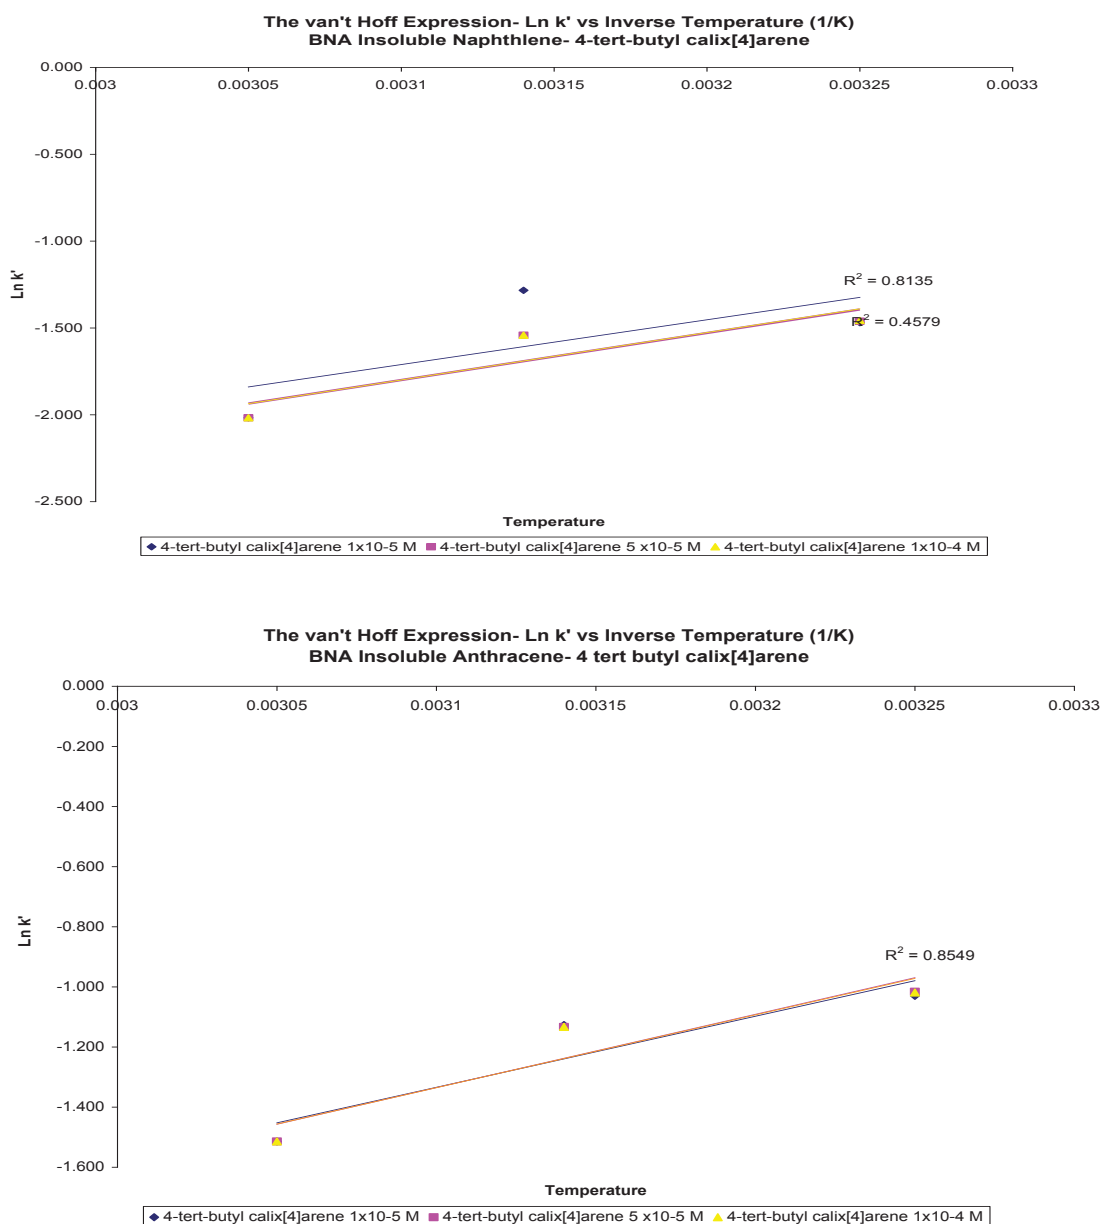 The van't Hoff Expression- Ln k' vs Inverse Temperature (1/K)
BNA Insoluble Naphthlene- 4-tert-butyl calix[4]arene
0.000
0.003 0.00305 0.0031 0.00315 0.0032 0.00325 0.0033
-0.500
-1.000
Ln k'
R² = 0.8135
-1.500
R² = 0.4579
-2.000
-2.500
Temperature
4-tert-butyl calix[4]arene 1x10-5 M 4-tert-butyl calix[4]arene 5 x10-5 M 4-tert-butyl calix[4]arene 1x10-4 M
The van't Hoff Expression- Ln k' vs Inverse Temperature (1/K)
BNA Insoluble Anthracene- 4 tert butyl calix[4]arene
0.000
0.003 0.00305 0.0031 0.00315 0.0032 0.00325 0.0033
-0.200
-0.400
-0.600
-0.800
Ln k'
R² = 0.8549
-1.000
-1.200
-1.400
-1.600
Temperature
4-tert-butyl calix[4]arene 1x10-5 M 4-tert-butyl calix[4]arene 5 x10-5 M 4-tert-butyl calix[4]arene 1x10-4 M